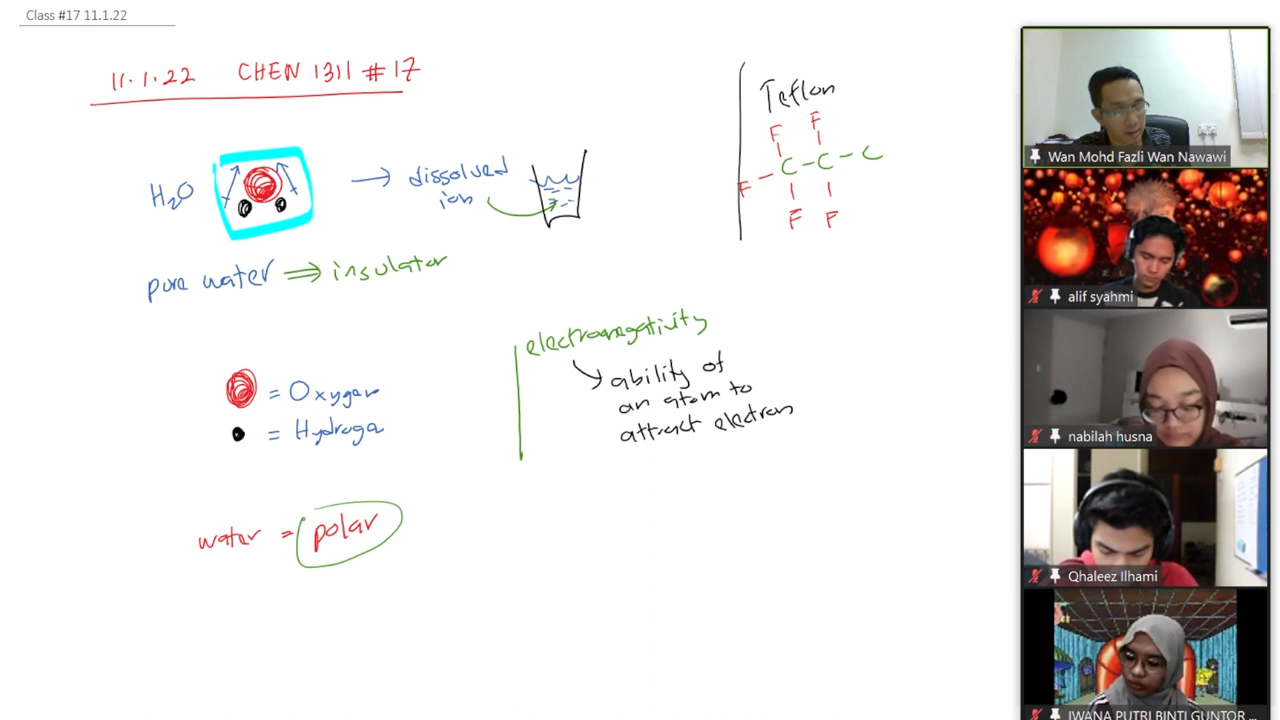 Class #17 11.1.22
11.1.22 CHEN 1311 #17
H₂O
→ dissolved
ion
pure water ⇒ insulator
= Oxygen
= Hydrogen
water = polar
electronegativity
ability of
an atom to
attract electron
Teflon
F F
F - C - C - C
F F
Wan Mohd Fazli Wan Nawawi
alif syahmi
nabilah husna
Qhaleez Ilhami
IWANA PUTRI BINTI GUNTOR ...